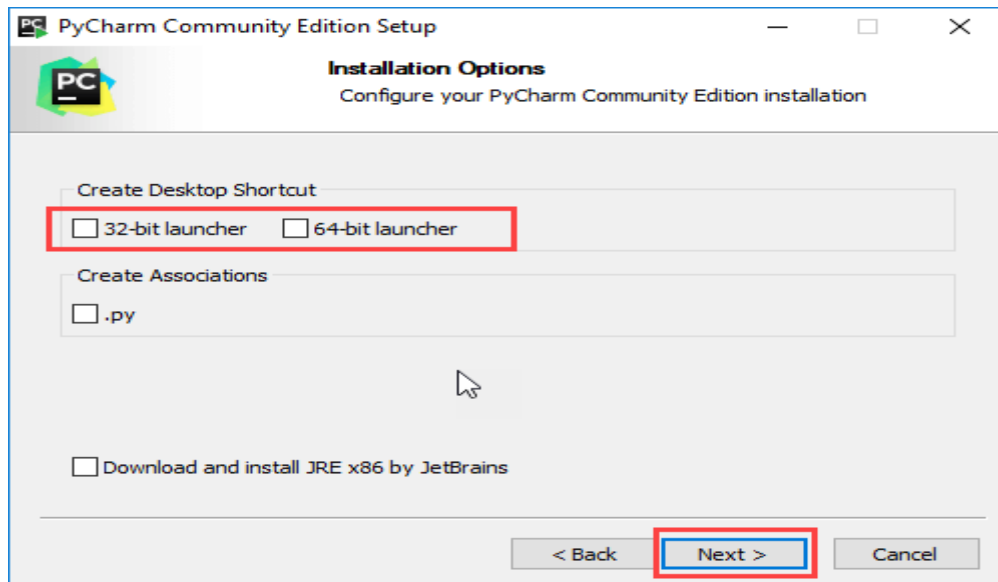 PC PyCharm Community Edition Setup
PC
Installation Options
Configure your PyCharm Community Edition installation
Create Desktop Shortcut
32-bit launcher 64-bit launcher
Create Associations
.py
Download and install JRE x86 by JetBrains
< Back Next > Cancel